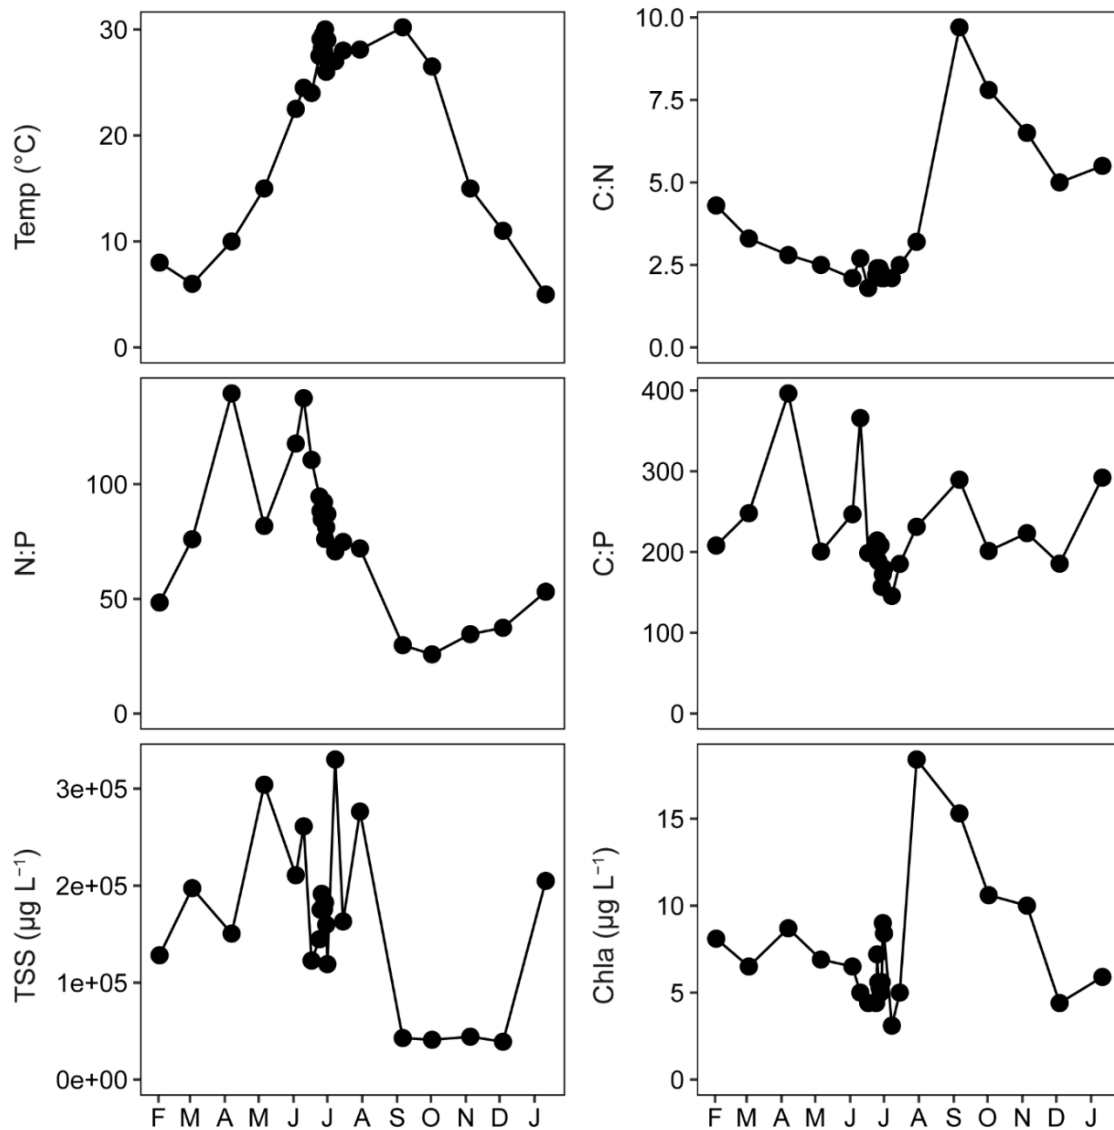 Temp (°C)
30
20
10
0
C:N
10.0
7.5
5.0
2.5
0.0
N:P
100
50
0
C:P
400
300
200
100
0
TSS (µg L⁻¹)
3e+05
2e+05
1e+05
0e+00
F M A M J J A S O N D J
Chla (µg L⁻¹)
15
10
5
0
F M A M J J A S O N D J